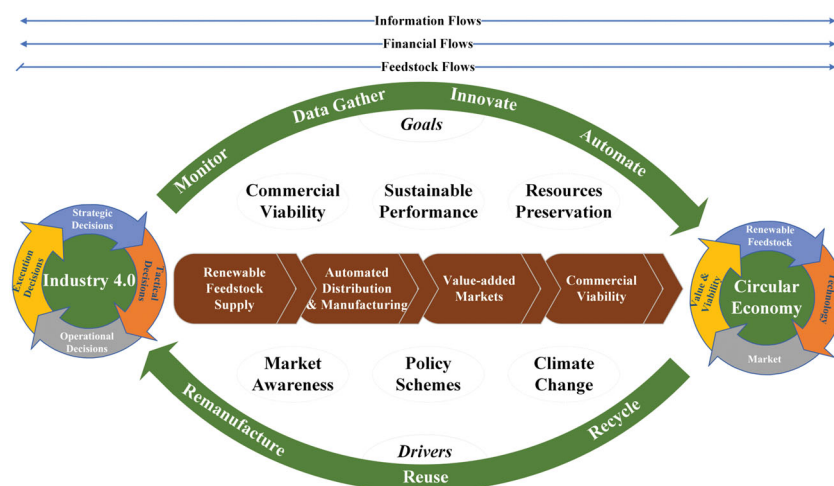 Information Flows
Financial Flows
Feedstock Flows
Monitor
Data Gather
Innovate
Automate
Goals
Commercial
Viability
Sustainable
Performance
Resources
Preservation
Strategic
Decisions
Execution Decisions
Industry 4.0
Tactical
Decisions
Operational
Decisions
Renewable
Feedstock
Supply
Automated
Distribution
& Manufacturing
Value-added
Markets
Commercial
Viability
Renewable
Feedstock
Value &
Viability
Circular
Economy
Technology
Market
Market
Awareness
Policy
Schemes
Climate
Change
Drivers
Remanufacture
Reuse
Recycle